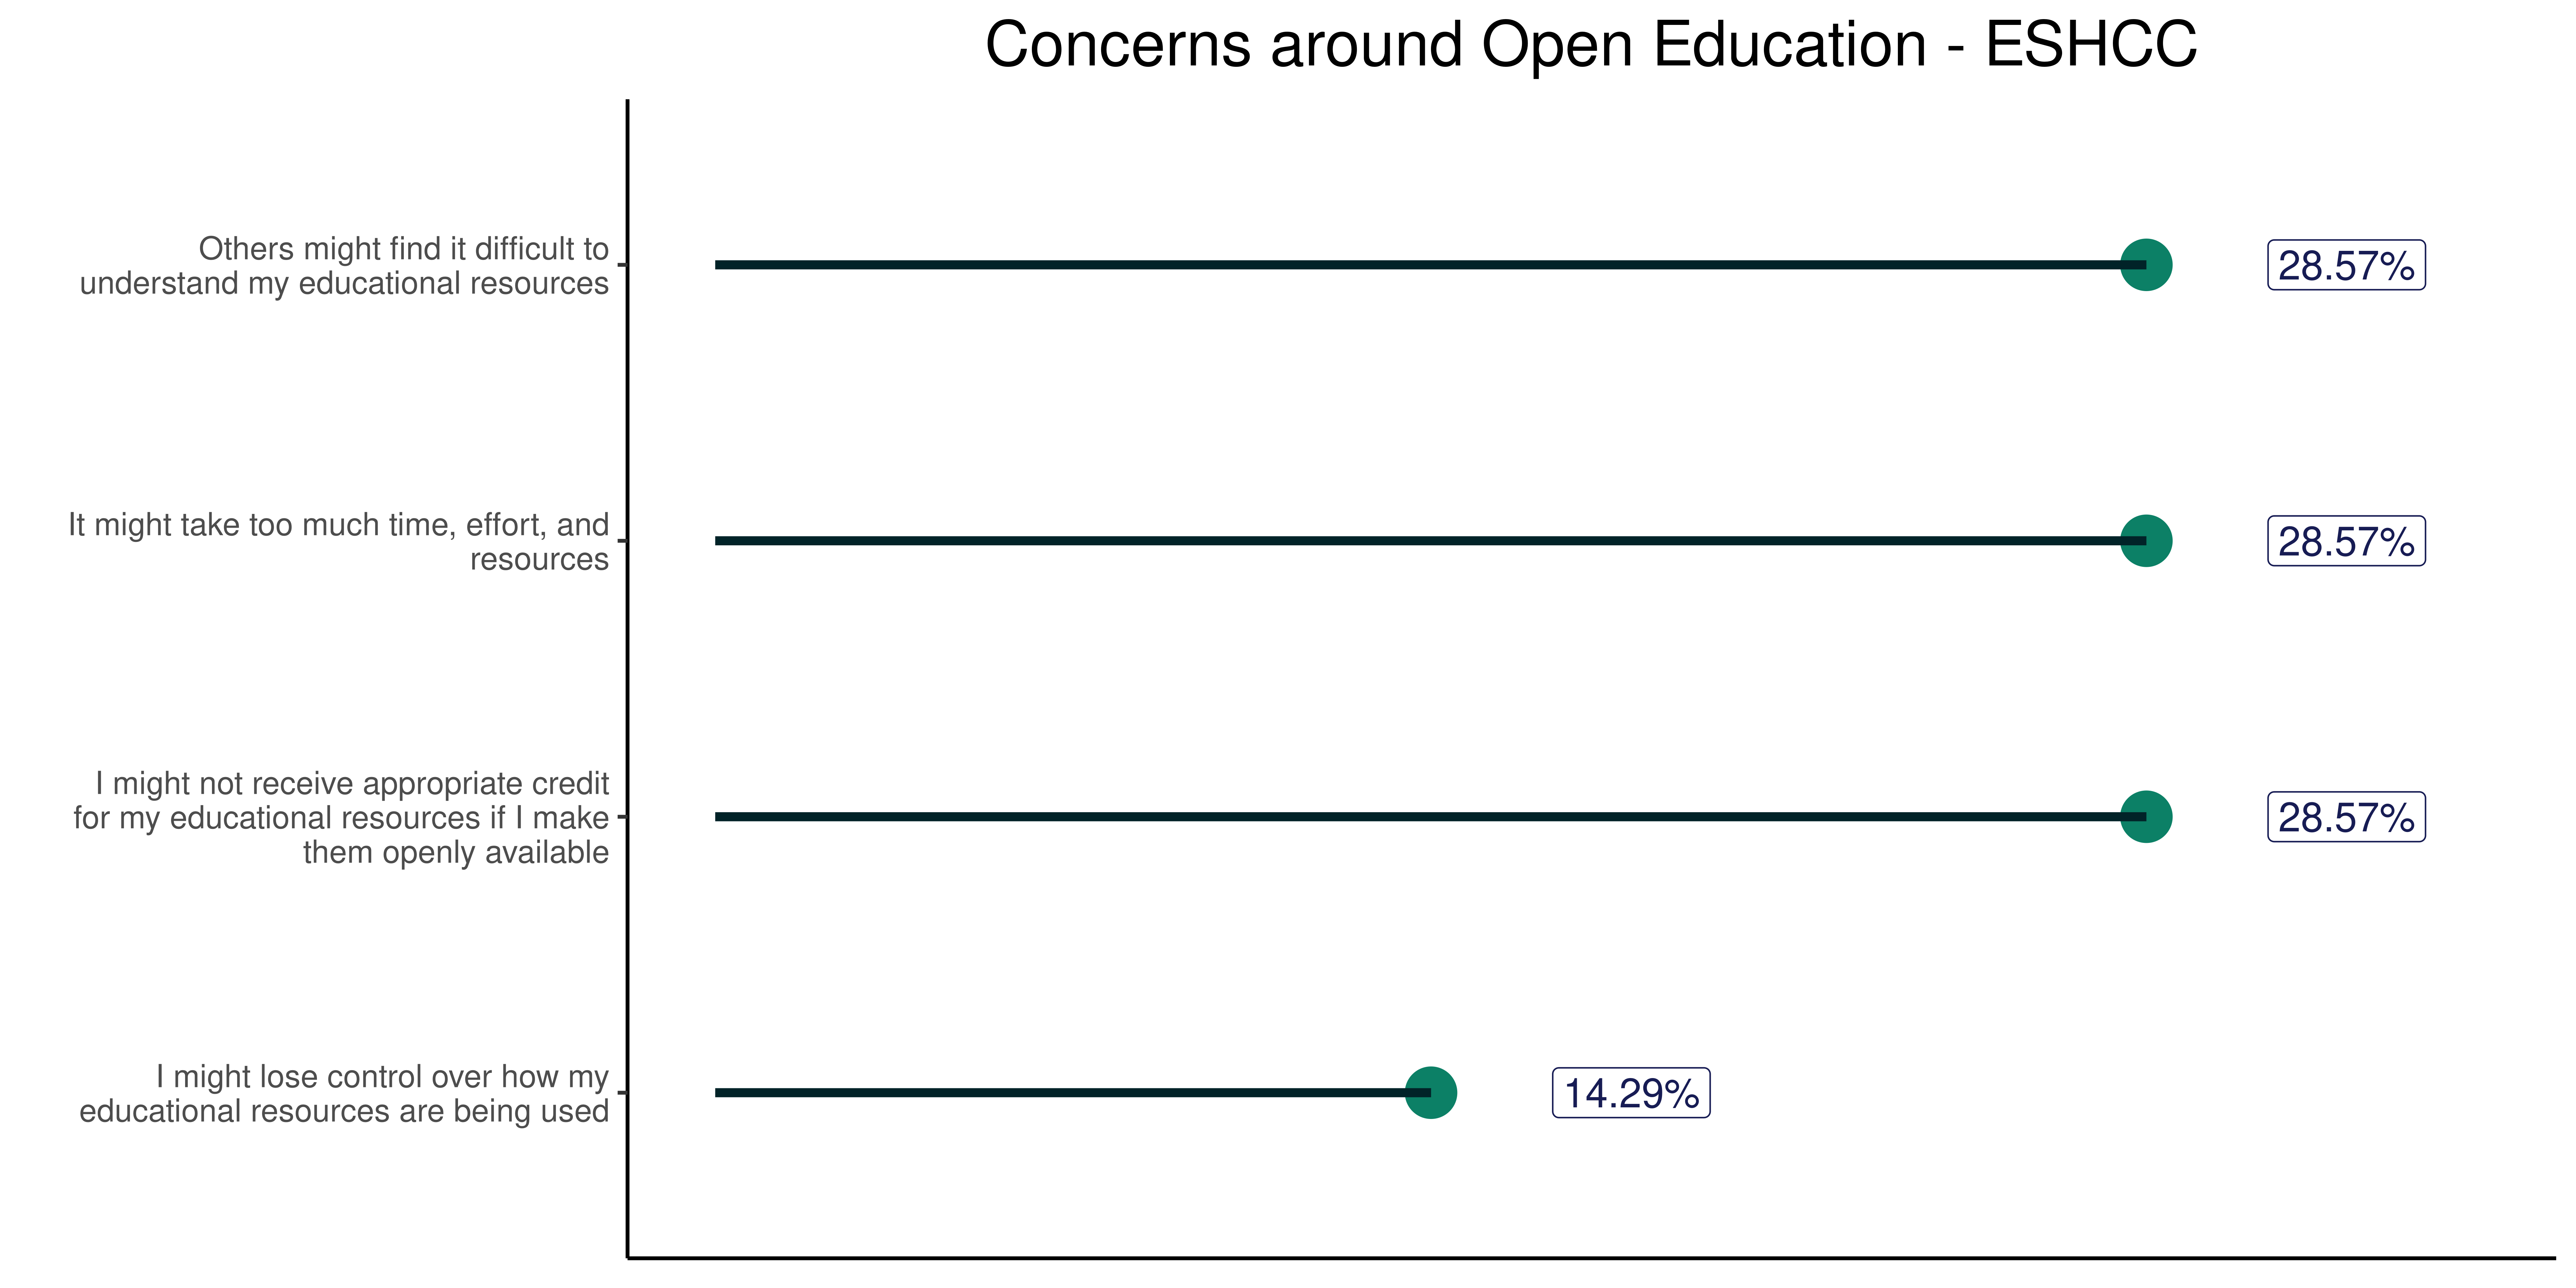 Concerns around Open Education - ESHCC
Others might find it difficult to
understand my educational resources
28.57%
It might take too much time, effort, and
resources
28.57%
I might not receive appropriate credit
for my educational resources if I make
them openly available
28.57%
I might lose control over how my
educational resources are being used
14.29%